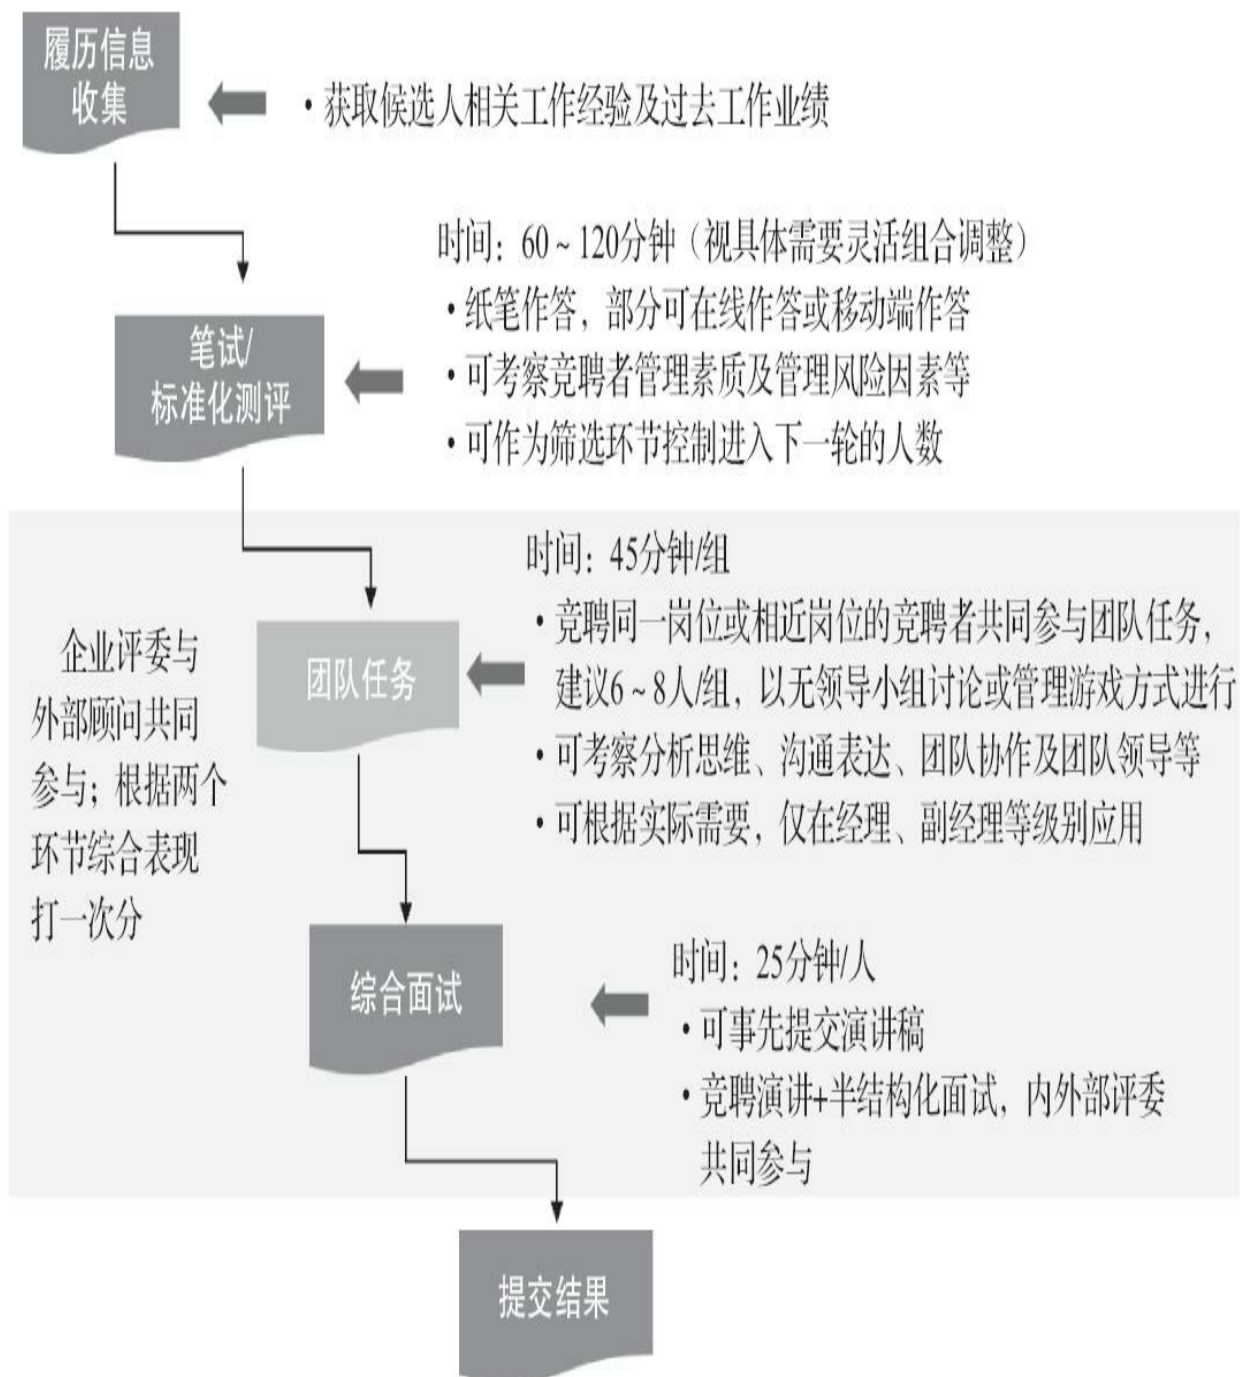 履历信息
收集
·获取候选人相关工作经验及过去工作业绩
时间：60～120分钟（视具体需要灵活组合调整）
·纸笔作答，部分可在线作答或移动端作答
·可考察竞聘者管理素质及管理风险因素等
·可作为筛选环节控制进入下一轮的人数
笔试/
标准化测评
时间：45分钟/组
·竞聘同一岗位或相近岗位的竞聘者共同参与团队任务，
建议6～8人/组，以无领导小组讨论或管理游戏方式进行
·可考察分析思维、沟通表达、团队协作及团队领导等
·可根据实际需要，仅在经理、副经理等级别应用
团队任务
企业评委与
外部顾问共同
参与；根据两个
环节综合表现
打一次分
综合面试
时间：25分钟/人
·可事先提交演讲稿
·竞聘演讲+半结构化面试，内外部评委
共同参与
提交结果